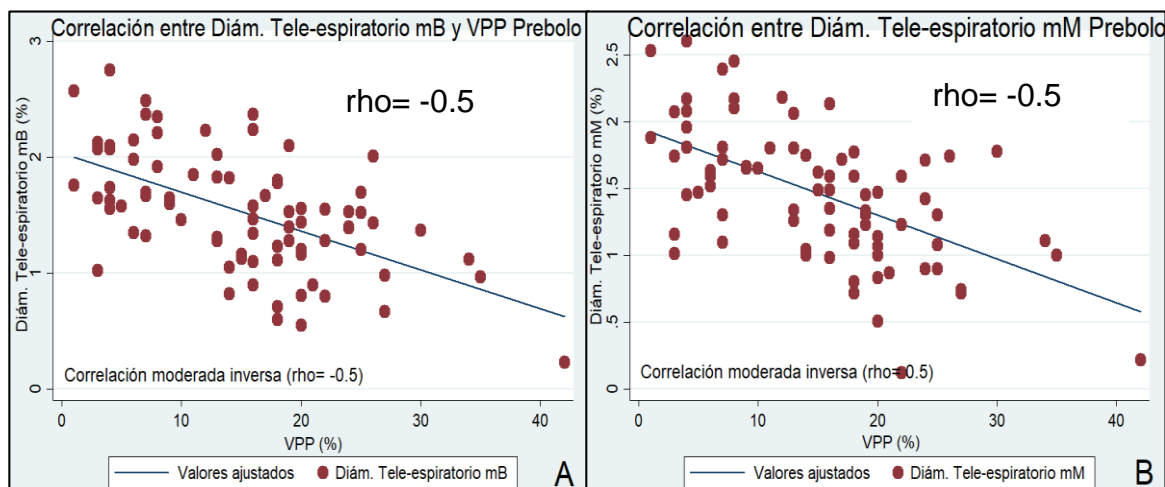 Correlación entre Diám. Tele-espiratorio mB y VPP Prebolo
3
2
1
0
Diám. Tele-espiratorio mB (%)
rho= -0.5
Correlación moderada inversa (rho= -0.5)
0 10 20 30 40
VPP (%)
Valores ajustados Diám. Tele-espiratorio mB
A
Correlación entre Diám. Tele-espiratorio mM Prebolo
2.5
2
1.5
1
.5
0
Diám. Tele-espiratorio mM (%)
rho= -0.5
Correlación moderada inversa (rho= 0.5)
0 10 20 30 40
VPP (%)
Valores ajustados Diám. Tele-espiratorio mM
B